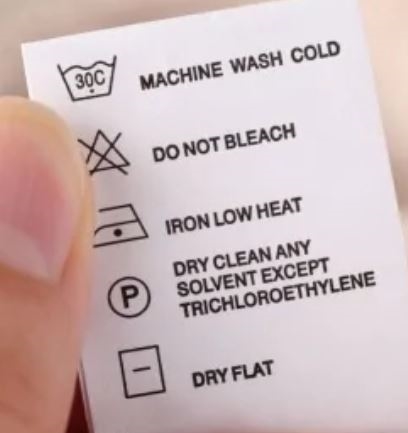 30C MACHINE WASH COLD
DO NOT BLEACH
IRON LOW HEAT
DRY CLEAN ANY
SOLVENT EXCEPT
P TRICHLOROETHYLENE
DRY FLAT